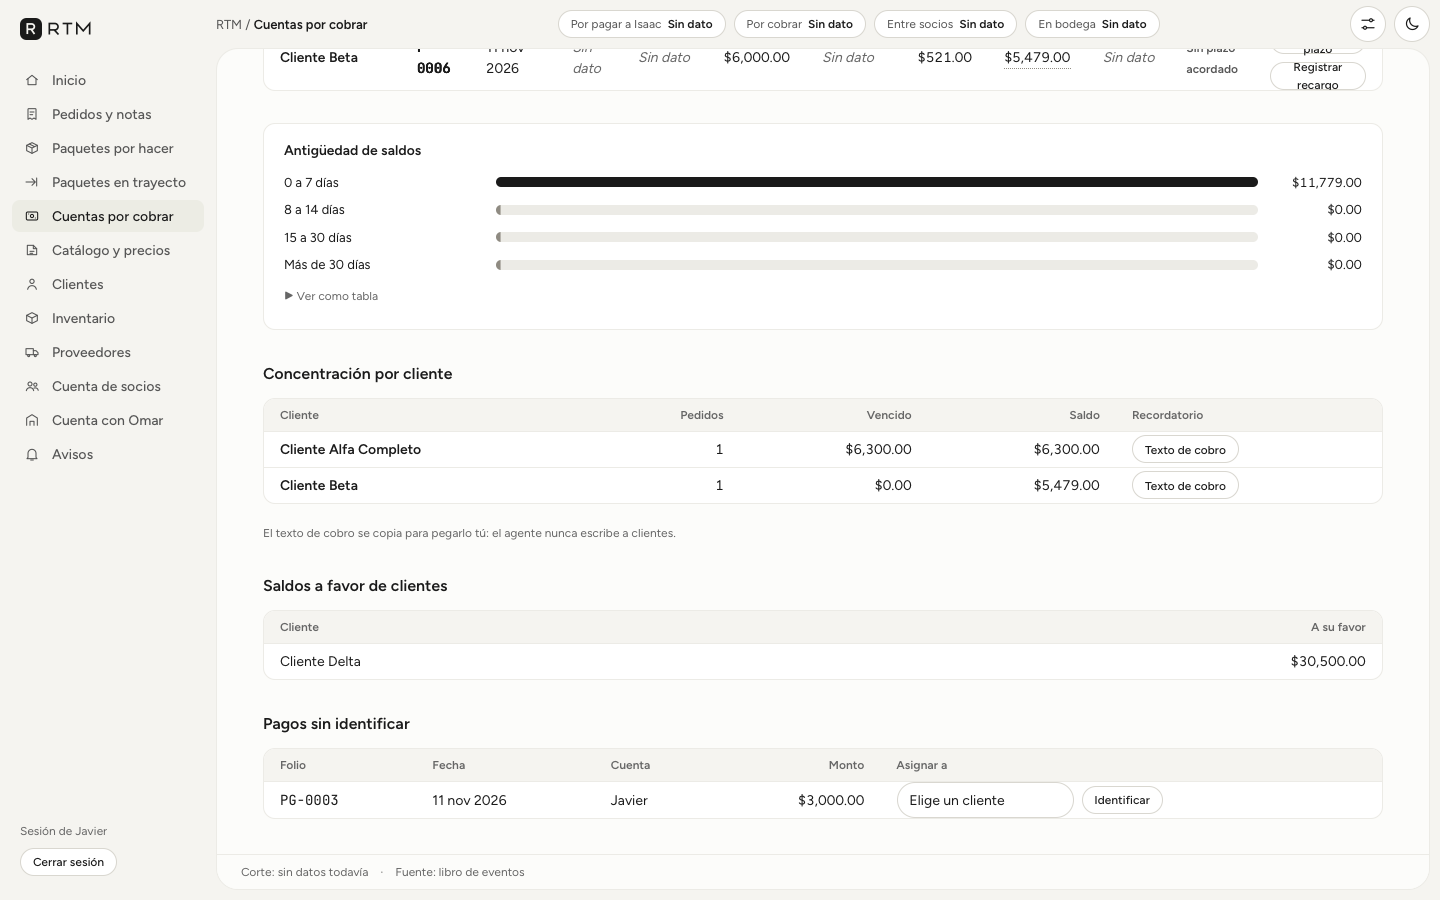 R RTM
RTM / Cuentas por cobrar
Por pagar a Isaac Sin dato
Por cobrar Sin dato
Entre socios Sin dato
En bodega Sin dato
Inicio
Pedidos y notas
Paquetes por hacer
Paquetes en trayecto
Cuentas por cobrar
Catálogo y precios
Clientes
Inventario
Proveedores
Cuenta de socios
Cuenta con Omar
Avisos
Sesión de Javier
Cerrar sesión
Cliente Beta 0006 11 nov 2026 Sin dato Sin dato $6,000.00 Sin dato $521.00 $5,479.00 Sin dato Sin plazo acordado plazo
Registrar recargo
Antigüedad de saldos
0 a 7 días $11,779.00
8 a 14 días $0.00
15 a 30 días $0.00
Más de 30 días $0.00
▶ Ver como tabla
Concentración por cliente
Cliente Pedidos Vencido Saldo Recordatorio
Cliente Alfa Completo 1 $6,300.00 $6,300.00 Texto de cobro
Cliente Beta 1 $0.00 $5,479.00 Texto de cobro
El texto de cobro se copia para pegarlo tú: el agente nunca escribe a clientes.
Saldos a favor de clientes
Cliente A su favor
Cliente Delta $30,500.00
Pagos sin identificar
Folio Fecha Cuenta Monto Asignar a
PG-0003 11 nov 2026 Javier $3,000.00 Elige un cliente Identificar
Corte: sin datos todavía · Fuente: libro de eventos